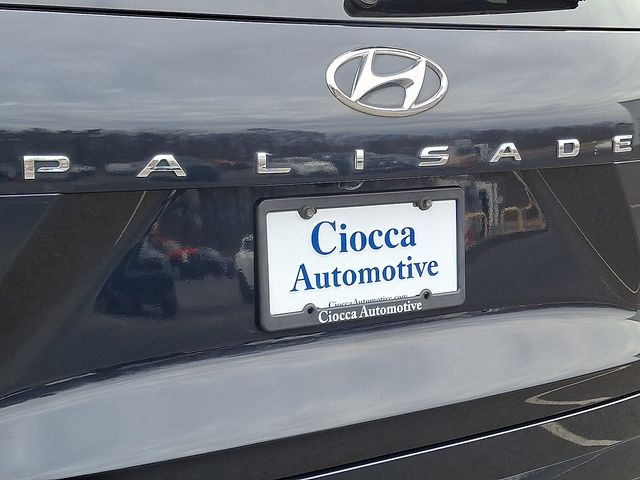 PALISADE
Ciocca
Automotive
CioccaAutomotive.com
Ciocca Automotive